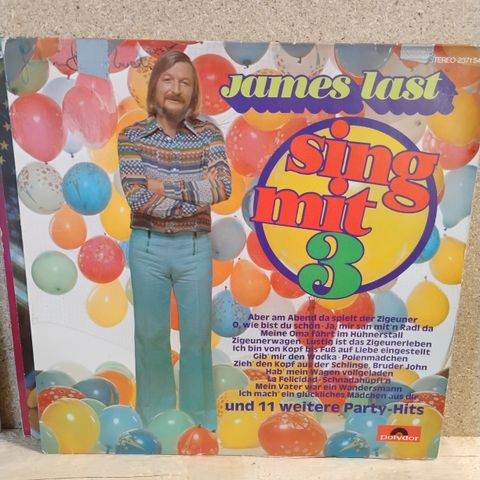 james last
STEREO 2371 54
sing
mit
3
Aber am Abend da spielt der Zigeuner
O, wie bist du schön · Ja, mir san mit'n Radl da
Meine Oma fährt im Hühnerstall
Zigeunerwagen · Lustig ist das Zigeunerleben
Ich bin von Kopf bis Fuß auf Liebe eingestellt
Gib' mir den Wodka · Polenmädchen
Zieh' den Kopf aus der Schlinge, Bruder John
Hab' mein Wagen vollgeladen
La Felicidad · Schnadahüpft'n
Mein Vater war ein Wandersmann
Ich mach' ein glückliches Mädchen aus dir
und 11 weitere Party-Hits
polydor